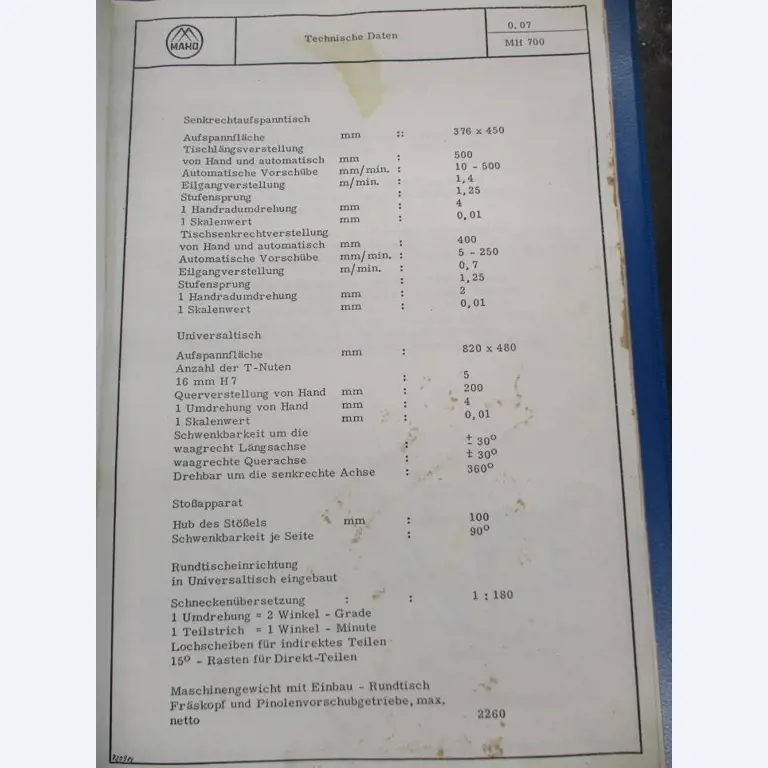 MAHO
Technische Daten
0.07
MH 700
Senkrechtaufspanntisch
Aufspannfläche mm :: 376 x 450
Tischlängsverstellung
von Hand und automatisch mm : 500
Automatische Vorschübe mm/min. : 10 - 500
Eilgangverstellung m/min. : 1,4
Stufensprung : 1,25
1 Handradumdrehung mm : 4
1 Skalenwert mm : 0,01
Tischsenkrechtverstellung
von Hand und automatisch mm : 400
Automatische Vorschübe mm/min. : 5 - 250
Eilgangverstellung m/min. : 0,7
Stufensprung : 1,25
1 Handradumdrehung mm : 2
1 Skalenwert mm : 0,01
Universaltisch
Aufspannfläche mm : 820 x 480
Anzahl der T-Nuten
16 mm H7 : 5
Querverstellung von Hand mm : 200
1 Umdrehung von Hand mm : 4
1 Skalenwert mm : 0,01
Schwenkbarkeit um die
waagrecht Längsachse : ± 30°
waagrechte Querachse : ± 30°
Drehbar um die senkrechte Achse : 360°
Stoßapparat
Hub des Stößels mm : 100
Schwenkbarkeit je Seite : 90°
Rundtischeinrichtung
in Universaltisch eingebaut
Schneckenübersetzung : : 1 : 180
1 Umdrehung = 2 Winkel - Grade
1 Teilstrich = 1 Winkel - Minute
Lochscheiben für indirektes Teilen
15° - Rasten für Direkt-Teilen
Maschinengewicht mit Einbau - Rundtisch
Fräskopf und Pinolenvorschubgetriebe, max.
netto 2260